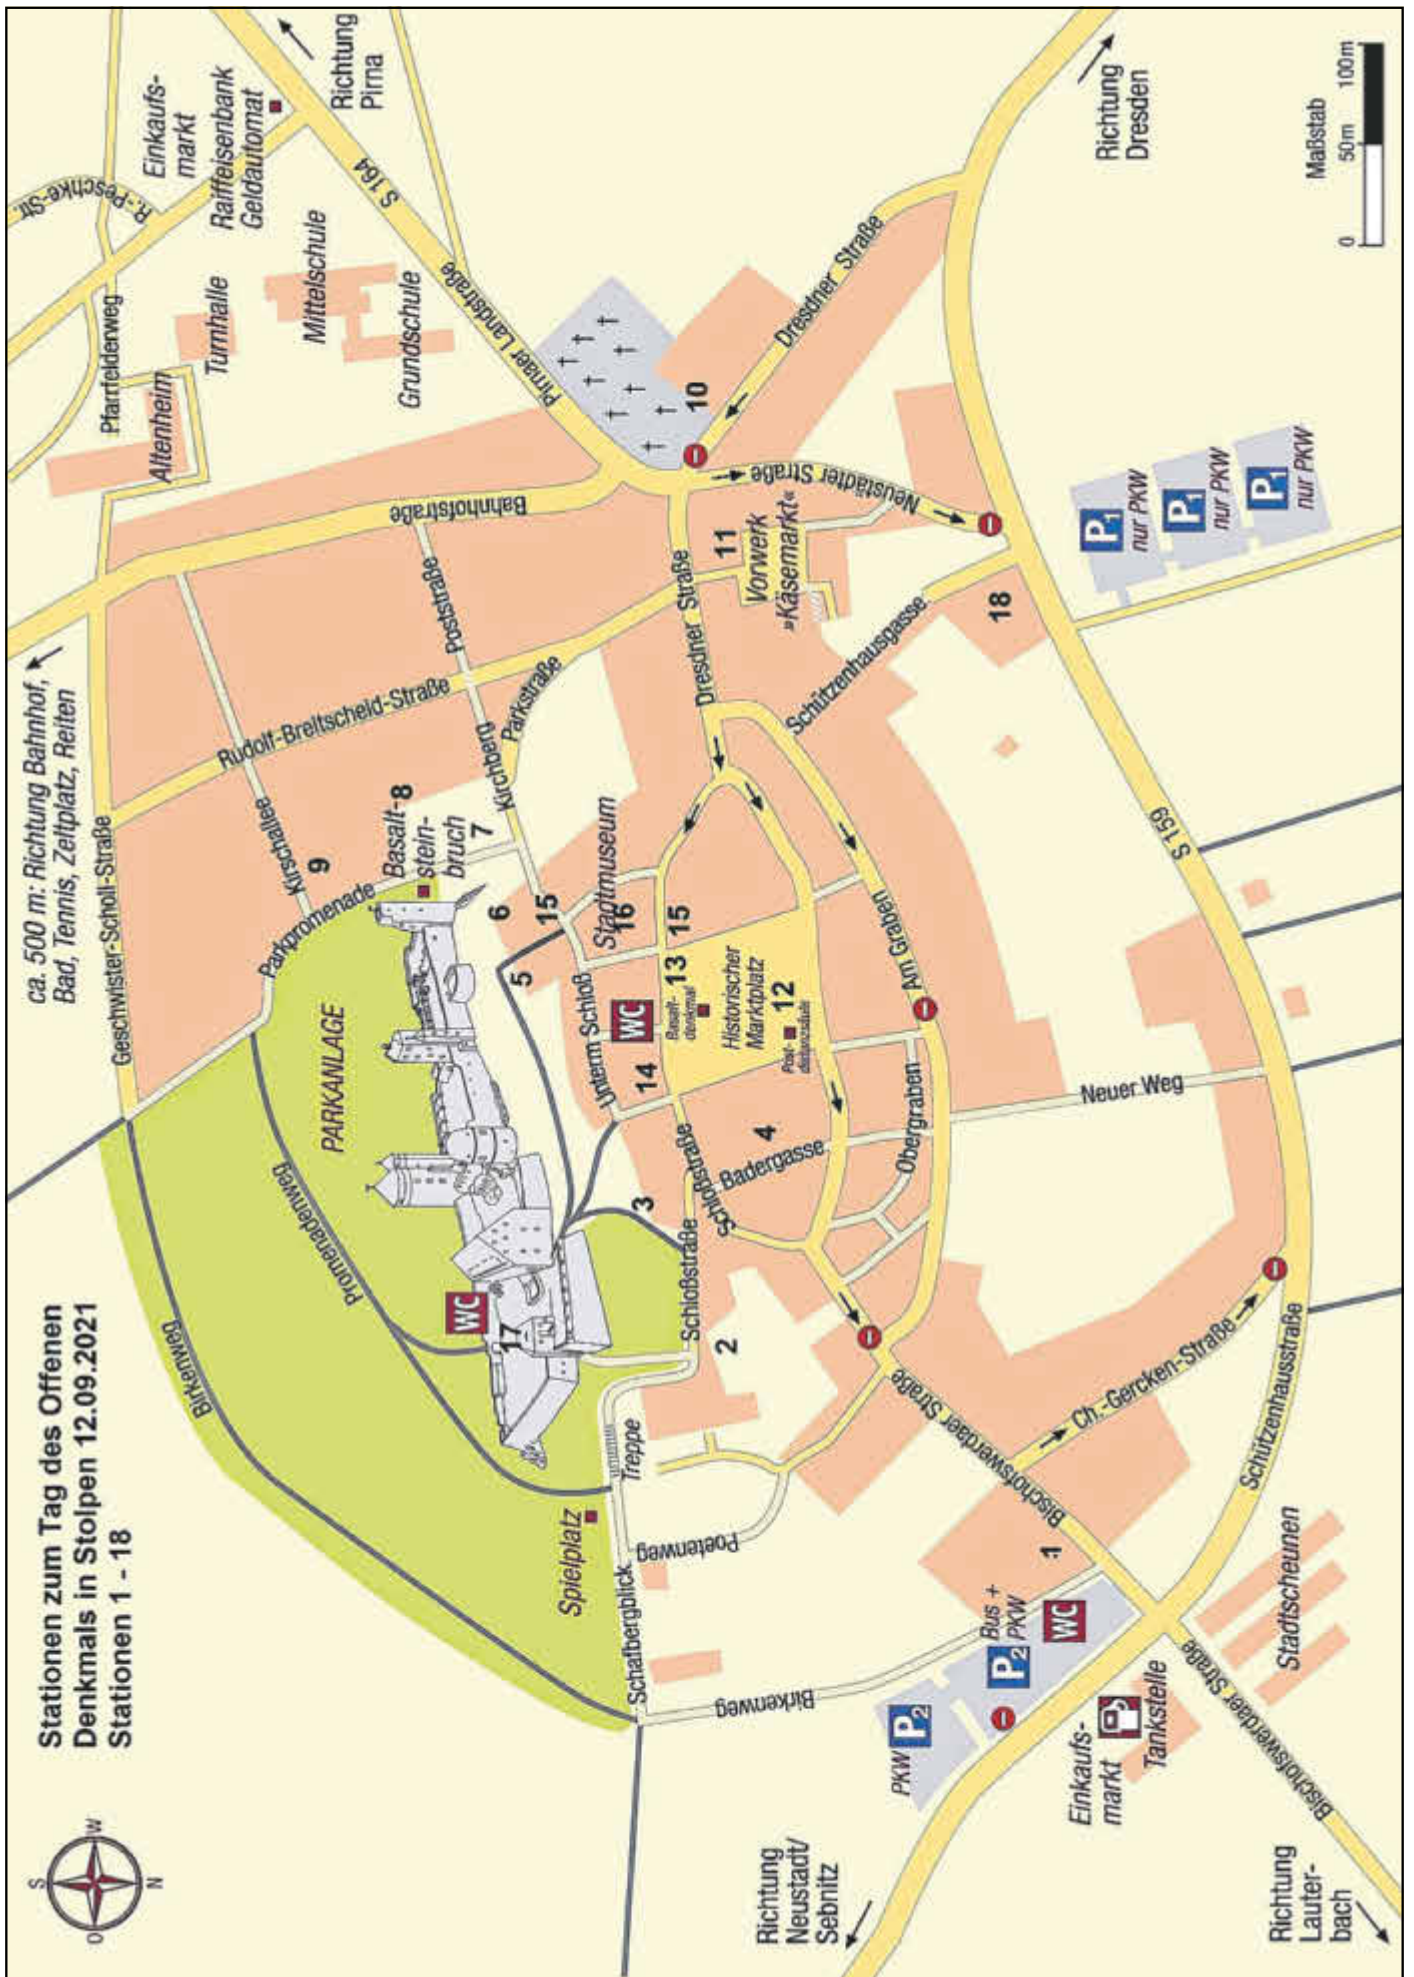 S
O
W
N
Stationen zum Tag des Offenen
Denkmals in Stolpen 12.09.2021
Stationen 1 - 18
ca. 500 m: Richtung Bahnhof,
Bad, Tennis, Zeltplatz, Reiten
R.-Peschke-Str.
Einkaufs-
markt
Raiffeisenbank
Geldautomat
Richtung
Pirna
Geschwister-Scholl-Straße
Pfarrfelderweg
Altenheim
Turnhalle
Mittelschule
Grundschule
S 164
Pirnaer Landstraße
Birkenweg
Promenadenweg
PARKANLAGE
Parkpromenade
Kirschallee
9
Rudolf-Breitscheid-Straße
Bahnhofstraße
Poststraße
Basalt-
stein-
bruch
8
7
Kirchberg
Parkstraße
WC
17
6
5
15
Unterm Schloß
Stadtmuseum
16
WC
14
3
Spielplatz
Treppe
Schafbergblick
Poetenweg
Birkenweg
Schloßstraße
Schloßstraße
2
Badergasse
4
13
15
Basalt-
denkmal
Historischer
Marktplatz
12
Post-
distanzsäule
Dresdner Straße
11
Vorwerk
»Käsemarkt«
10
Dresdner Straße
Neustädter Straße
Schützenhausgasse
18
Am Graben
Obergraben
Neuer Weg
Bischofswerdaer Straße
1
Ch.-Gercken-Straße
PKW
P2
Bus +
PKW
P2
WC
Einkaufs-
markt
Tankstelle
Stadtscheunen
Schützenhausstraße
S 159
P1
nur PKW
P1
nur PKW
P1
nur PKW
Richtung
Dresden
Richtung
Neustadt/
Sebnitz
Bischofswerdaer Straße
Richtung
Lauter-
bach
Maßstab
0 50m 100m